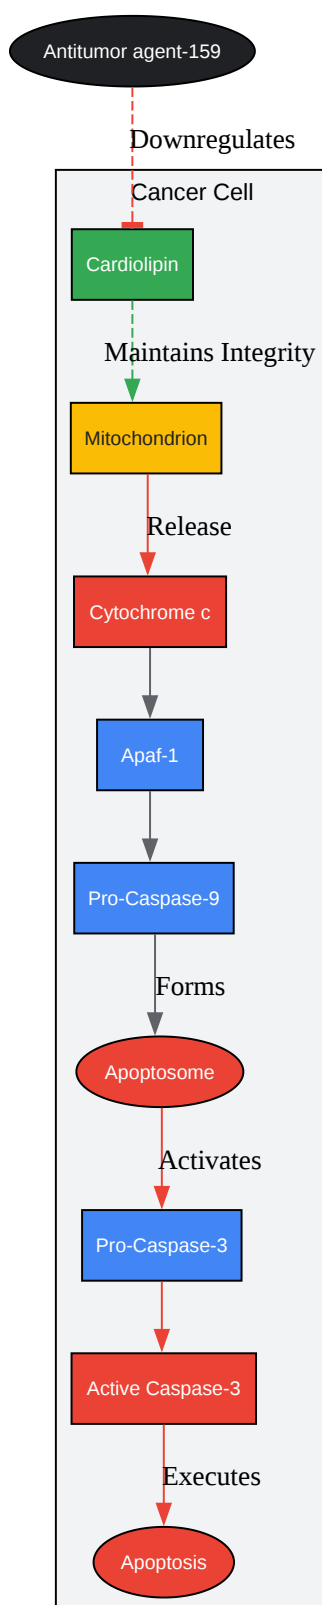 Antitumor agent-159
Downregulates
Cancer Cell
Cardiolipin
Maintains Integrity
Mitochondrion
Release
Cytochrome c
Apaf-1
Pro-Caspase-9
Forms
Apoptosome
Activates
Pro-Caspase-3
Active Caspase-3
Executes
Apoptosis